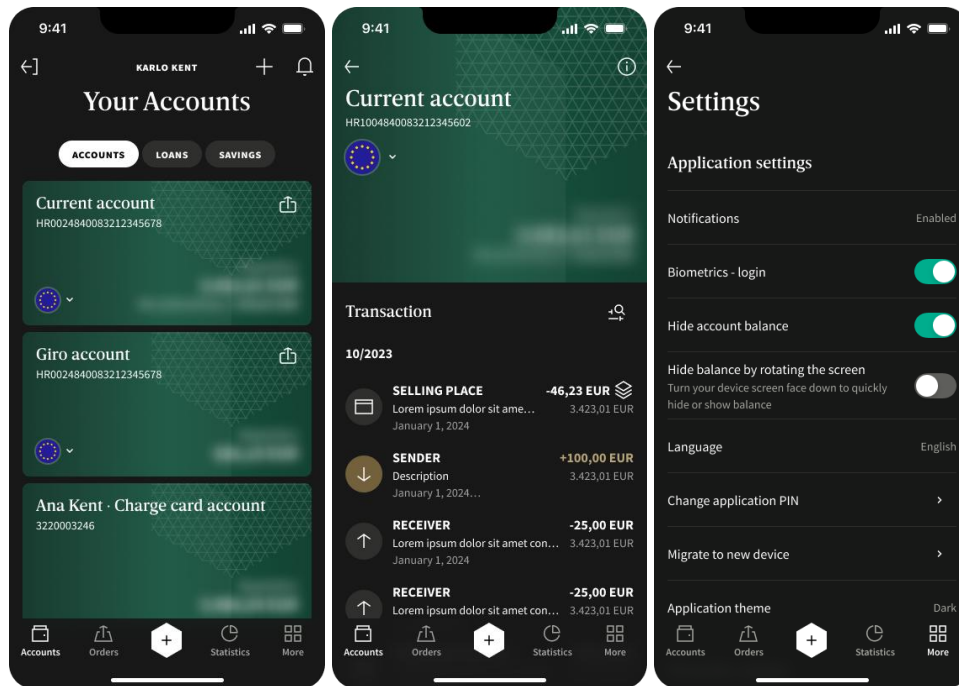 9:41
KARLO KENT
Your Accounts
ACCOUNTS
LOANS
SAVINGS
Current account
HR0024840083212345678
Giro account
HR0024840083212345678
Ana Kent · Charge card account
3220003246
Accounts
Orders
Statistics
More
9:41
Current account
HR1004840083212345602
Transaction
10/2023
SELLING PLACE -46,23 EUR
Lorem ipsum dolor sit ame... 3.423,01 EUR
January 1, 2024
SENDER +100,00 EUR
Description 3.423,01 EUR
January 1, 2024...
RECEIVER -25,00 EUR
Lorem ipsum dolor sit amet con... 3.423,01 EUR
January 1, 2024
RECEIVER -25,00 EUR
Lorem ipsum dolor sit amet con... 3.423,01 EUR
Accounts
Orders
Statistics
More
9:41
Settings
Application settings
Notifications Enabled
Biometrics - login
Hide account balance
Hide balance by rotating the screen
Turn your device screen face down to quickly
hide or show balance
Language English
Change application PIN
Migrate to new device
Application theme Dark
Accounts
Orders
Statistics
More